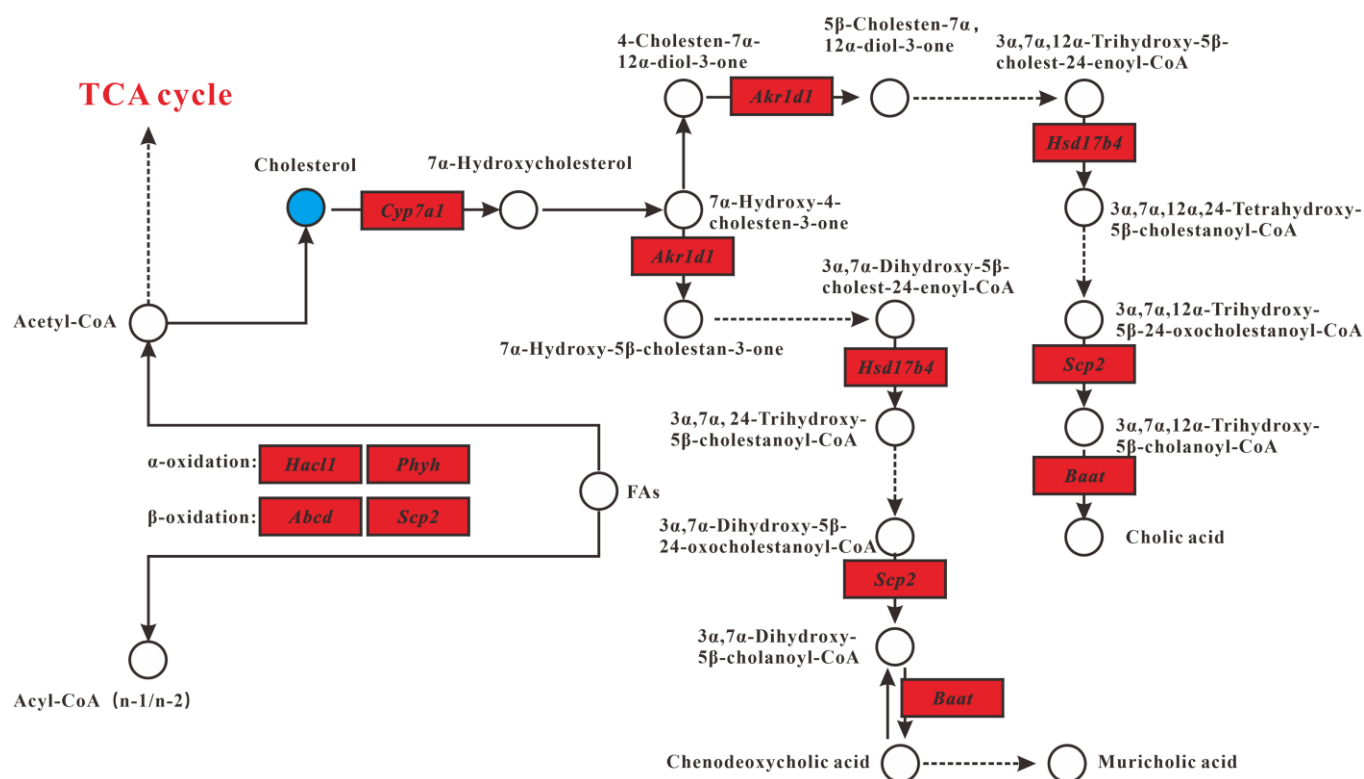 4-Cholesten-7α-
12α-diol-3-one
5β-Cholesten-7α,
12α-diol-3-one
3α,7α,12α-Trihydroxy-5β-
cholest-24-enoyl-CoA
TCA cycle
Akr1d1
Hsd17b4
Cholesterol
7α-Hydroxycholesterol
Cyp7a1
7α-Hydroxy-4-
cholesten-3-one
3α,7α,12α,24-Tetrahydroxy-
5β-cholestanoyl-CoA
Akr1d1
3α,7α-Dihydroxy-5β-
cholest-24-enoyl-CoA
Acetyl-CoA
3α,7α,12α-Trihydroxy-
5β-24-oxocholestanoyl-CoA
7α-Hydroxy-5β-cholestan-3-one
Hsd17b4
Scp2
3α,7α, 24-Trihydroxy-
5β-cholestanoyl-CoA
3α,7α,12α-Trihydroxy-
5β-cholanoyl-CoA
α-oxidation: Hacl1 Phyh
Baat
FAs
β-oxidation: Abcd Scp2
3α,7α-Dihydroxy-5β-
24-oxocholestanoyl-CoA
Cholic acid
Scp2
3α,7α-Dihydroxy-
5β-cholanoyl-CoA
Acyl-CoA (n-1/n-2)
Baat
Chenodeoxycholic acid
Muricholic acid